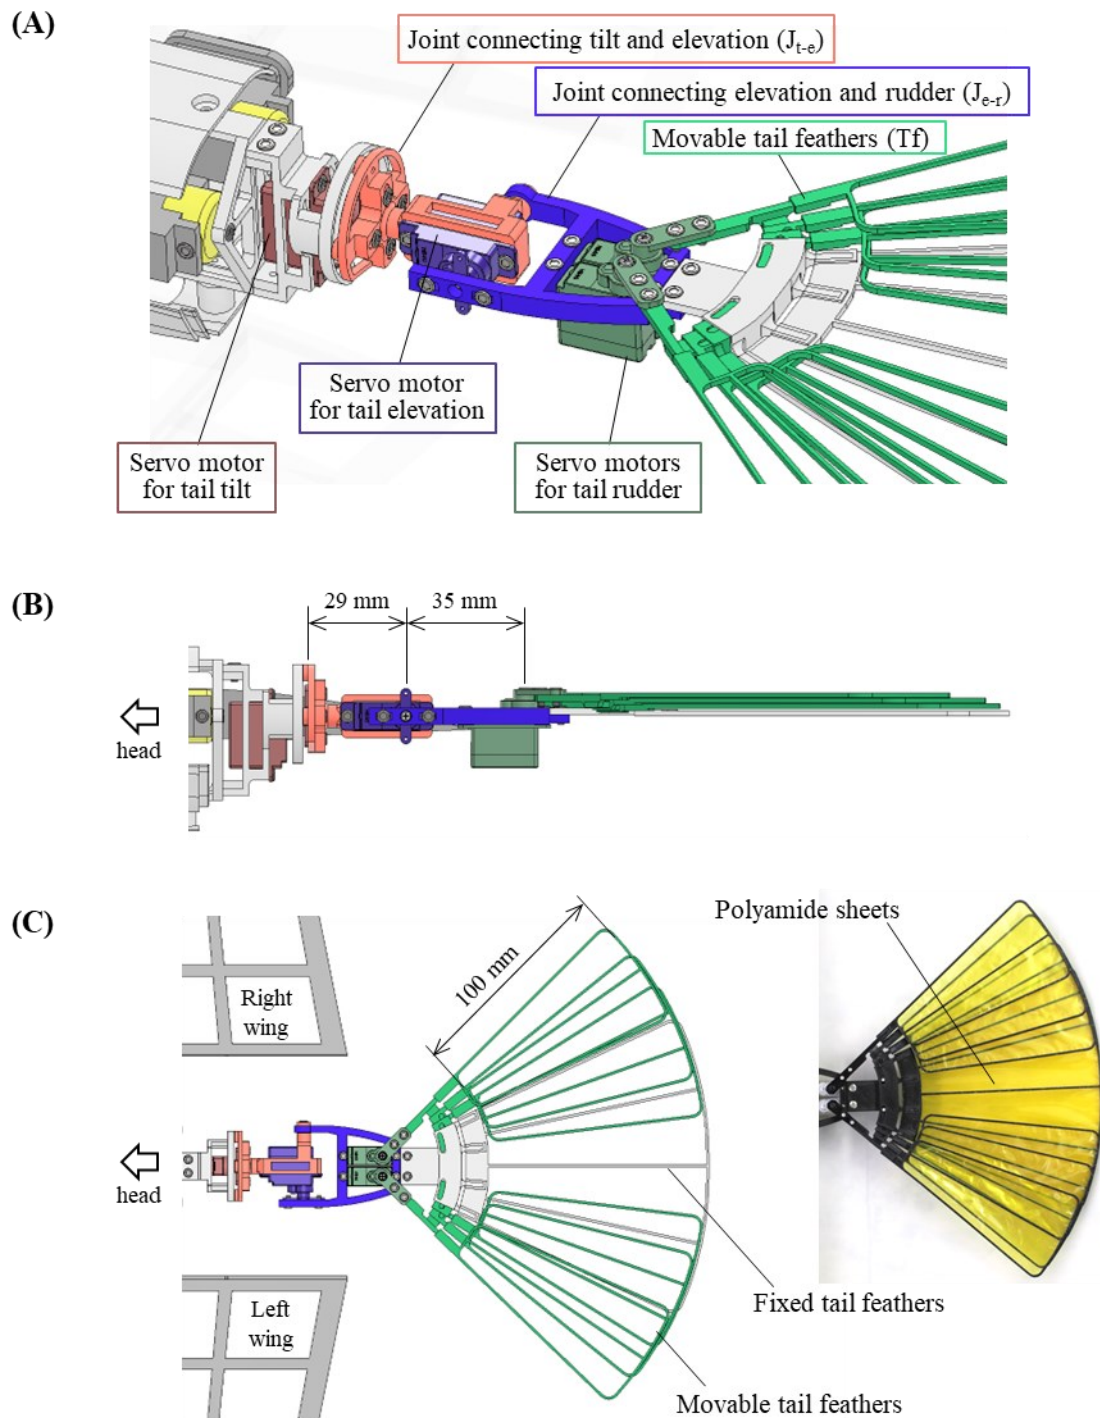 (A)
Joint connecting tilt and elevation (Jt-e)
Joint connecting elevation and rudder (Je-r)
Movable tail feathers (Tf)
Servo motor
for tail elevation
Servo motor
for tail tilt
Servo motors
for tail rudder
(B)
29 mm
35 mm
head
(C)
Polyamide sheets
100 mm
Right
wing
head
Left
wing
Fixed tail feathers
Movable tail feathers